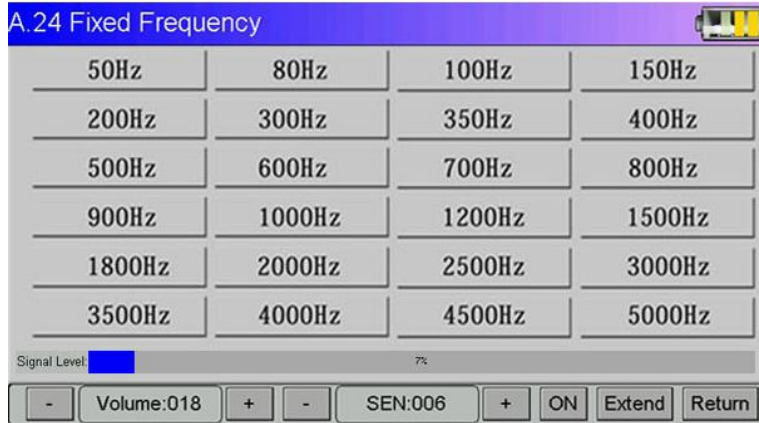 A.24 Fixed Frequency
50Hz 80Hz 100Hz 150Hz
200Hz 300Hz 350Hz 400Hz
500Hz 600Hz 700Hz 800Hz
900Hz 1000Hz 1200Hz 1500Hz
1800Hz 2000Hz 2500Hz 3000Hz
3500Hz 4000Hz 4500Hz 5000Hz
Signal Level: 7%
- Volume:018 + - SEN:006 + ON Extend Return